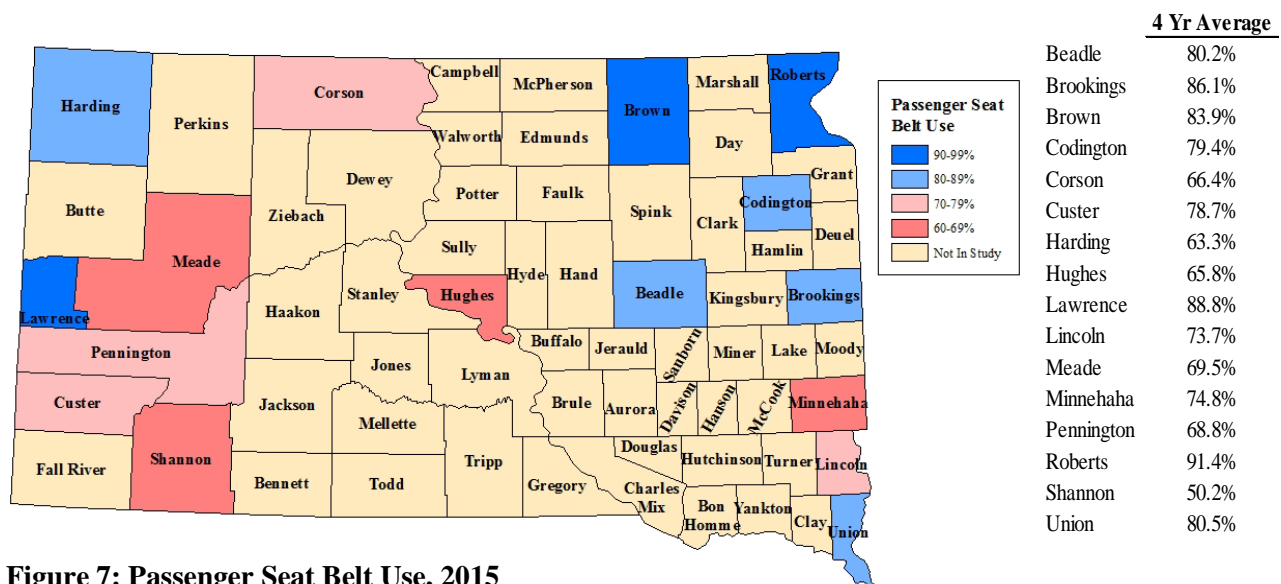 4 Yr Average
Beadle 80.2%
Brookings 86.1%
Brown 83.9%
Codington 79.4%
Corson 66.4%
Custer 78.7%
Harding 63.3%
Hughes 65.8%
Lawrence 88.8%
Lincoln 73.7%
Meade 69.5%
Minnehaha 74.8%
Pennington 68.8%
Roberts 91.4%
Shannon 50.2%
Union 80.5%
Passenger Seat
Belt Use
90-99%
80-89%
70-79%
60-69%
Not In Study
Harding
Perkins
Corson
Campbell
McPherson
Brown
Marshall
Roberts
Walworth
Edmunds
Day
Grant
Butte
Meade
Ziebach
Dewey
Potter
Faulk
Spink
Clark
Codington
Hamlin
Deuel
Sully
Hyde
Hand
Beadle
Kingsbury
Brookings
Lawrence
Haakon
Stanley
Hughes
Pennington
Jones
Lyman
Buffalo
Jerauld
Sanborn
Miner
Lake
Moody
Custer
Jackson
Mellette
Brule
Aurora
Davison
Hanson
McCook
Minnehaha
Fall River
Shannon
Bennett
Todd
Tripp
Gregory
Douglas
Hutchinson
Turner
Lincoln
Charles
Mix
Bon
Homme
Yankton
Clay
Union
Figure 7: Passenger Seat Belt Use, 2015